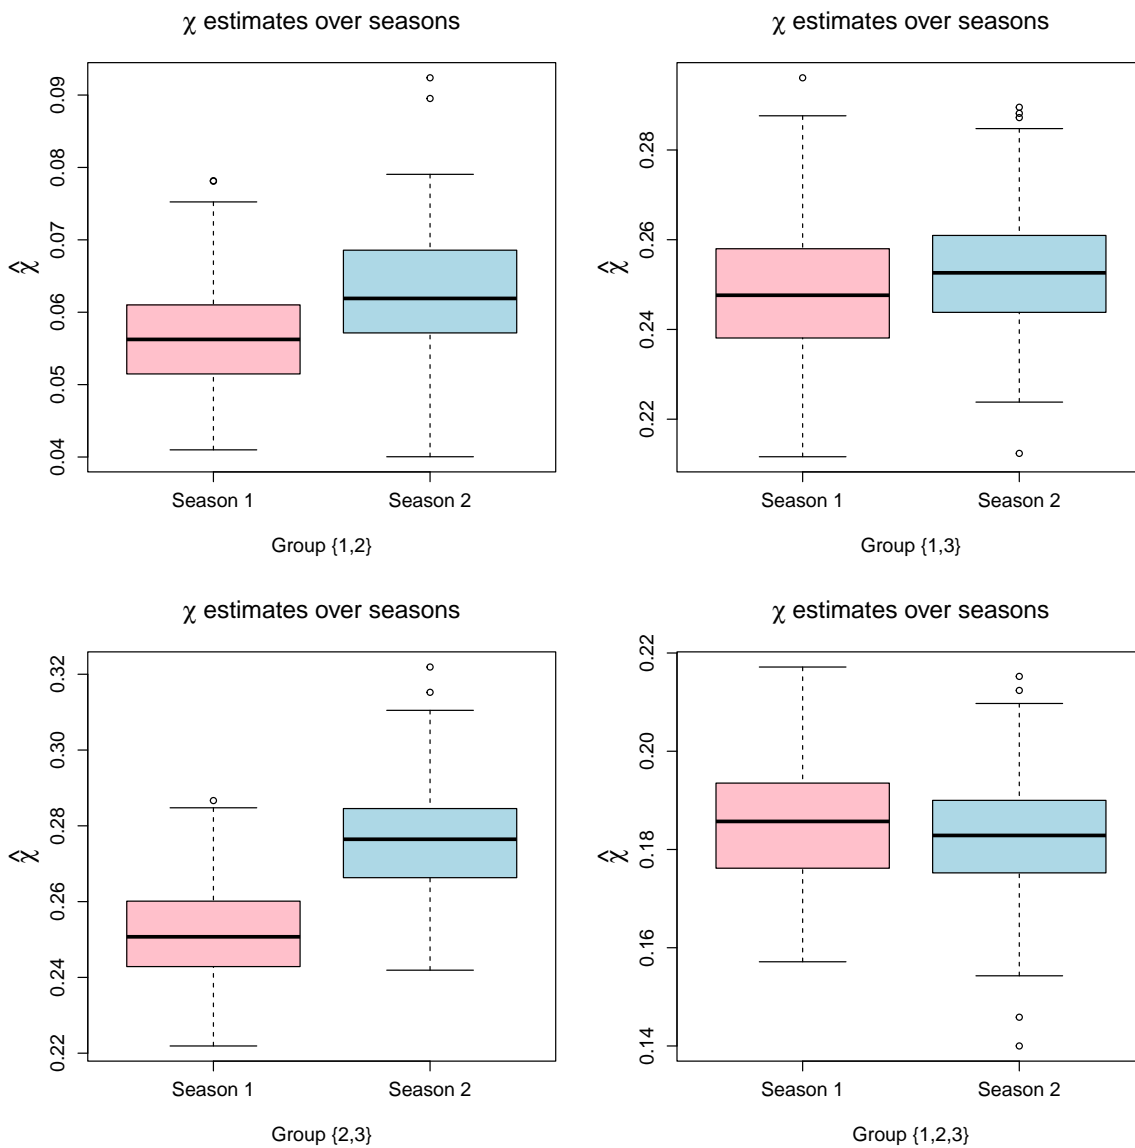 χ estimates over seasons
χ̂
0.09
0.08
0.07
0.06
0.05
0.04
Season 1 Season 2
Group {1,2}
χ estimates over seasons
χ̂
0.28
0.26
0.24
0.22
Season 1 Season 2
Group {1,3}
χ estimates over seasons
χ̂
0.32
0.30
0.28
0.26
0.24
0.22
Season 1 Season 2
Group {2,3}
χ estimates over seasons
χ̂
0.22
0.20
0.18
0.16
0.14
Season 1 Season 2
Group {1,2,3}